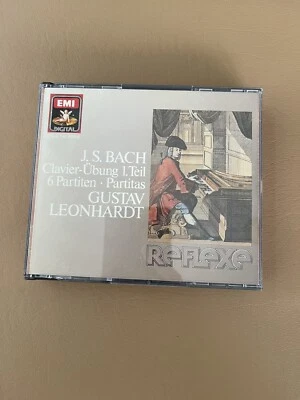 EMI
DIGITAL
J. S. BACH
Clavier-Übung I. Teil
6 Partiten · Partitas
GUSTAV
LEONHARDT
ReFLeXe